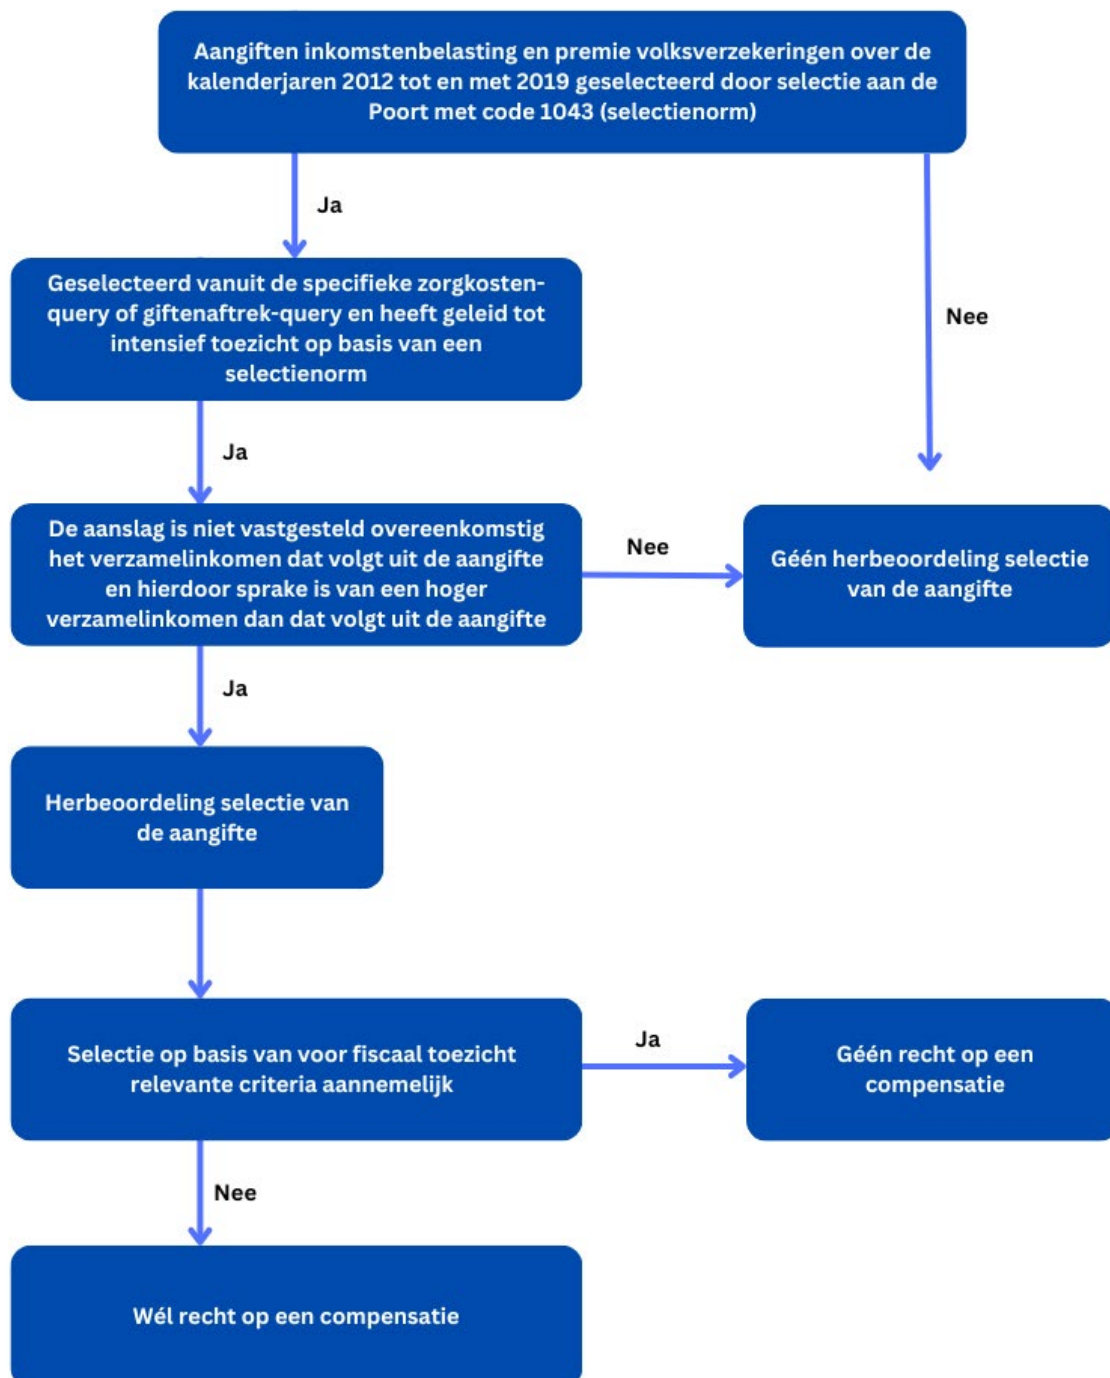 Aangiften inkomstenbelasting en premie volksverzekeringen over de
kalenderjaren 2012 tot en met 2019 geselecteerd door selectie aan de
Poort met code 1043 (selectienorm)
Ja
Geselecteerd vanuit de specifieke zorgkosten-
query of giftenaftrek-query en heeft geleid tot
intensief toezicht op basis van een
selectienorm
Nee
Ja
De aanslag is niet vastgesteld overeenkomstig
het verzamelinkomen dat volgt uit de aangifte
en hierdoor sprake is van een hoger
verzamelinkomen dan dat volgt uit de aangifte
Nee
Géén herbeoordeling selectie
van de aangifte
Ja
Herbeoordeling selectie van
de aangifte
Selectie op basis van voor fiscaal toezicht
relevante criteria aannemelijk
Ja
Géén recht op een
compensatie
Nee
Wél recht op een compensatie